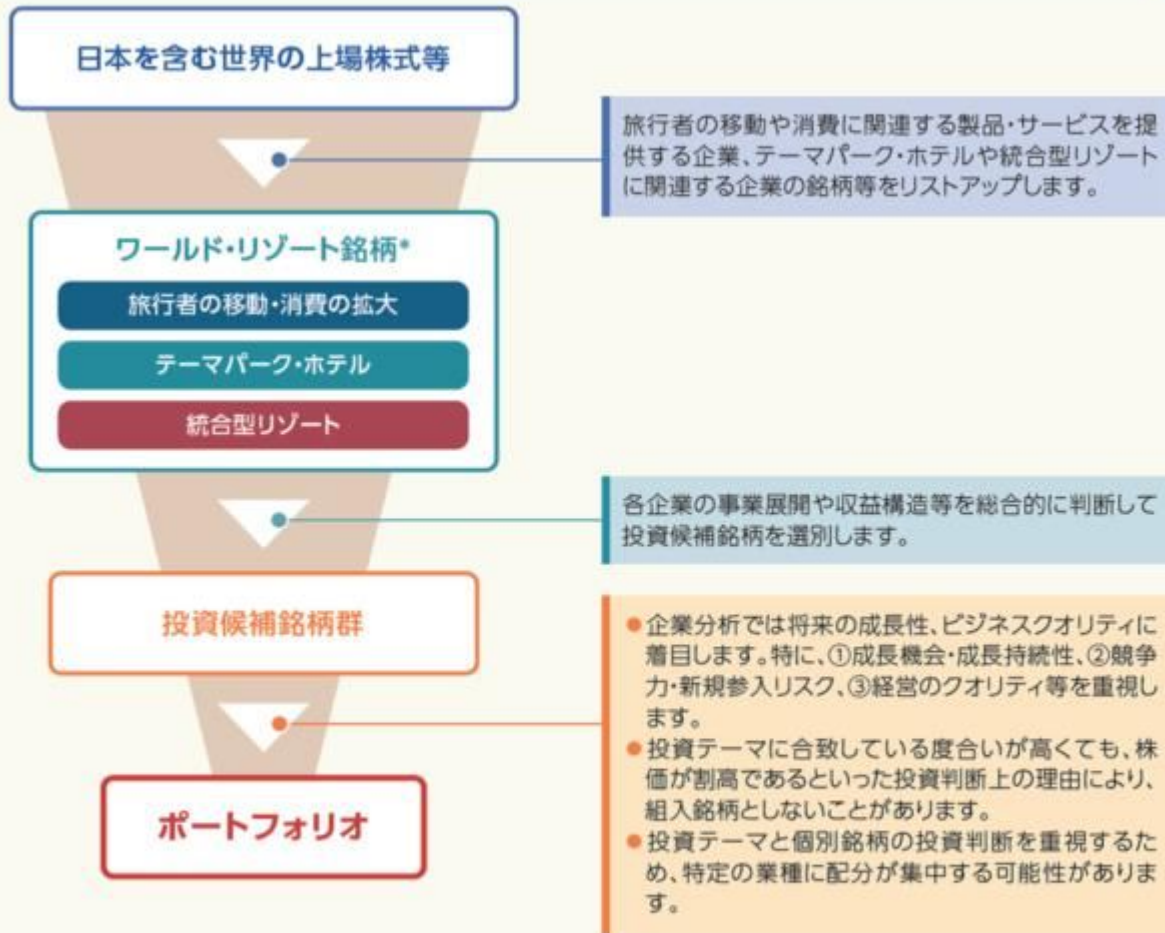 日本を含む世界の上場株式等
旅行者の移動や消費に関連する製品・サービスを提
供する企業、テーマパーク・ホテルや統合型リゾート
に関連する企業の銘柄等をリストアップします。
ワールド・リゾート銘柄*
旅行者の移動・消費の拡大
テーマパーク・ホテル
統合型リゾート
各企業の事業展開や収益構造等を総合的に判断して
投資候補銘柄を選別します。
投資候補銘柄群
●企業分析では将来の成長性、ビジネスクオリティに
着目します。特に、①成長機会・成長持続性、②競争
力・新規参入リスク、③経営のクオリティ等を重視し
ます。
●投資テーマに合致している度合いが高くても、株
価が割高であるといった投資判断上の理由により、
組入銘柄としないことがあります。
●投資テーマと個別銘柄の投資判断を重視するた
め、特定の業種に配分が集中する可能性がありま
す。
ポートフォリオ